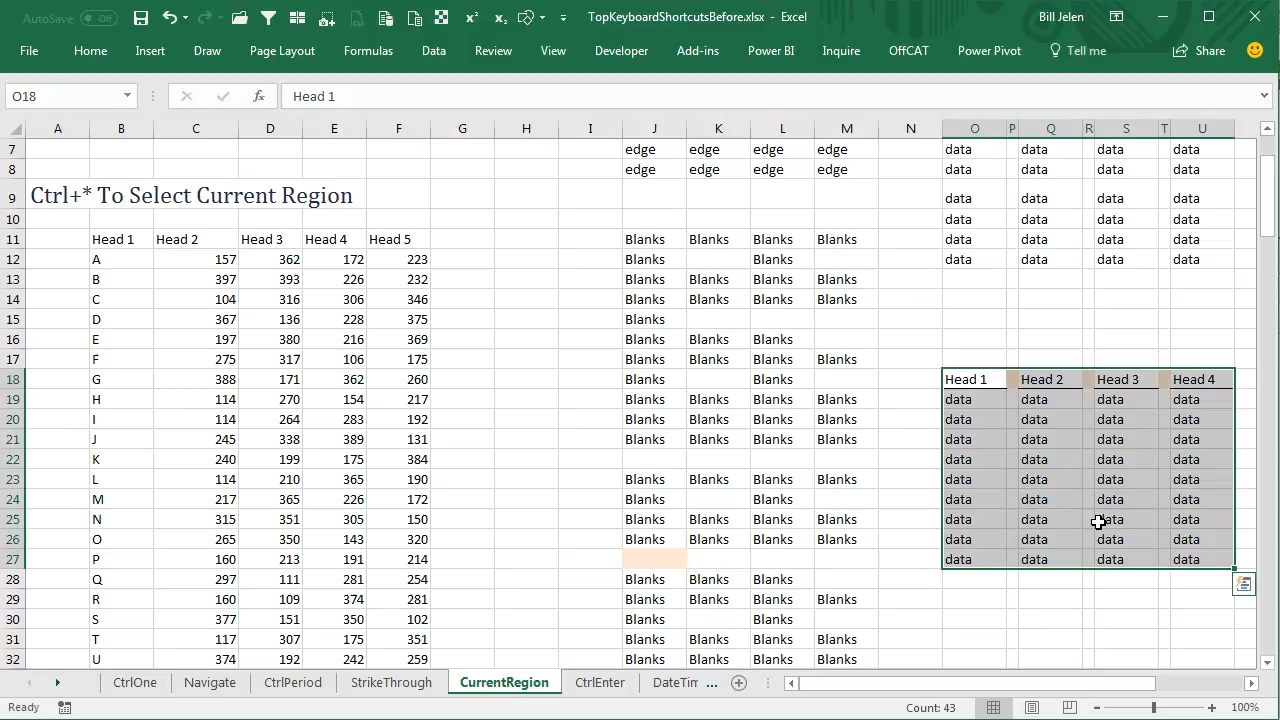 AutoSave Off TopKeyboardShortcutsBefore.xlsx - Excel Bill Jelen
File Home Insert Draw Page Layout Formulas Data Review View Developer Add-ins Power BI Inquire OffCAT Power Pivot Tell me Share
O18 fx Head 1
A B C D E F G H I J K L M N O P Q R S T U
7 edge edge edge edge data data data data
8 edge edge edge edge data data data data
9 Ctrl+* To Select Current Region data data data data
10 data data data data
11 Head 1 Head 2 Head 3 Head 4 Head 5 Blanks Blanks Blanks Blanks data data data data
12 A 157 362 172 223 Blanks Blanks data data data data
13 B 397 393 226 232 Blanks Blanks Blanks Blanks
14 C 104 316 306 346 Blanks Blanks Blanks Blanks
15 D 367 136 228 375 Blanks
16 E 197 380 216 369 Blanks Blanks Blanks
17 F 275 317 106 175 Blanks Blanks Blanks Blanks
18 G 388 171 362 260 Blanks Blanks Head 1 Head 2 Head 3 Head 4
19 H 114 270 154 217 Blanks Blanks Blanks Blanks data data data data
20 I 114 264 283 192 Blanks Blanks Blanks Blanks data data data data
21 J 245 338 389 131 Blanks Blanks Blanks Blanks data data data data
22 K 240 199 175 384 data data data data
23 L 114 210 365 190 Blanks Blanks Blanks Blanks data data data data
24 M 217 365 226 172 Blanks Blanks data data data data
25 N 315 351 305 150 Blanks Blanks Blanks Blanks data data data data
26 O 265 350 143 320 Blanks Blanks Blanks Blanks data data data data
27 P 160 213 191 214 data data data data
28 Q 297 111 281 254 Blanks Blanks Blanks
29 R 160 109 374 281 Blanks Blanks Blanks Blanks
30 S 377 151 350 102 Blanks Blanks
31 T 117 307 175 351 Blanks Blanks Blanks Blanks
32 U 374 192 242 259 Blanks Blanks Blanks Blanks
CtrlOne Navigate CtrlPeriod StrikeThrough CurrentRegion CtrlEnter DateTim ...
Ready Count: 43 100%